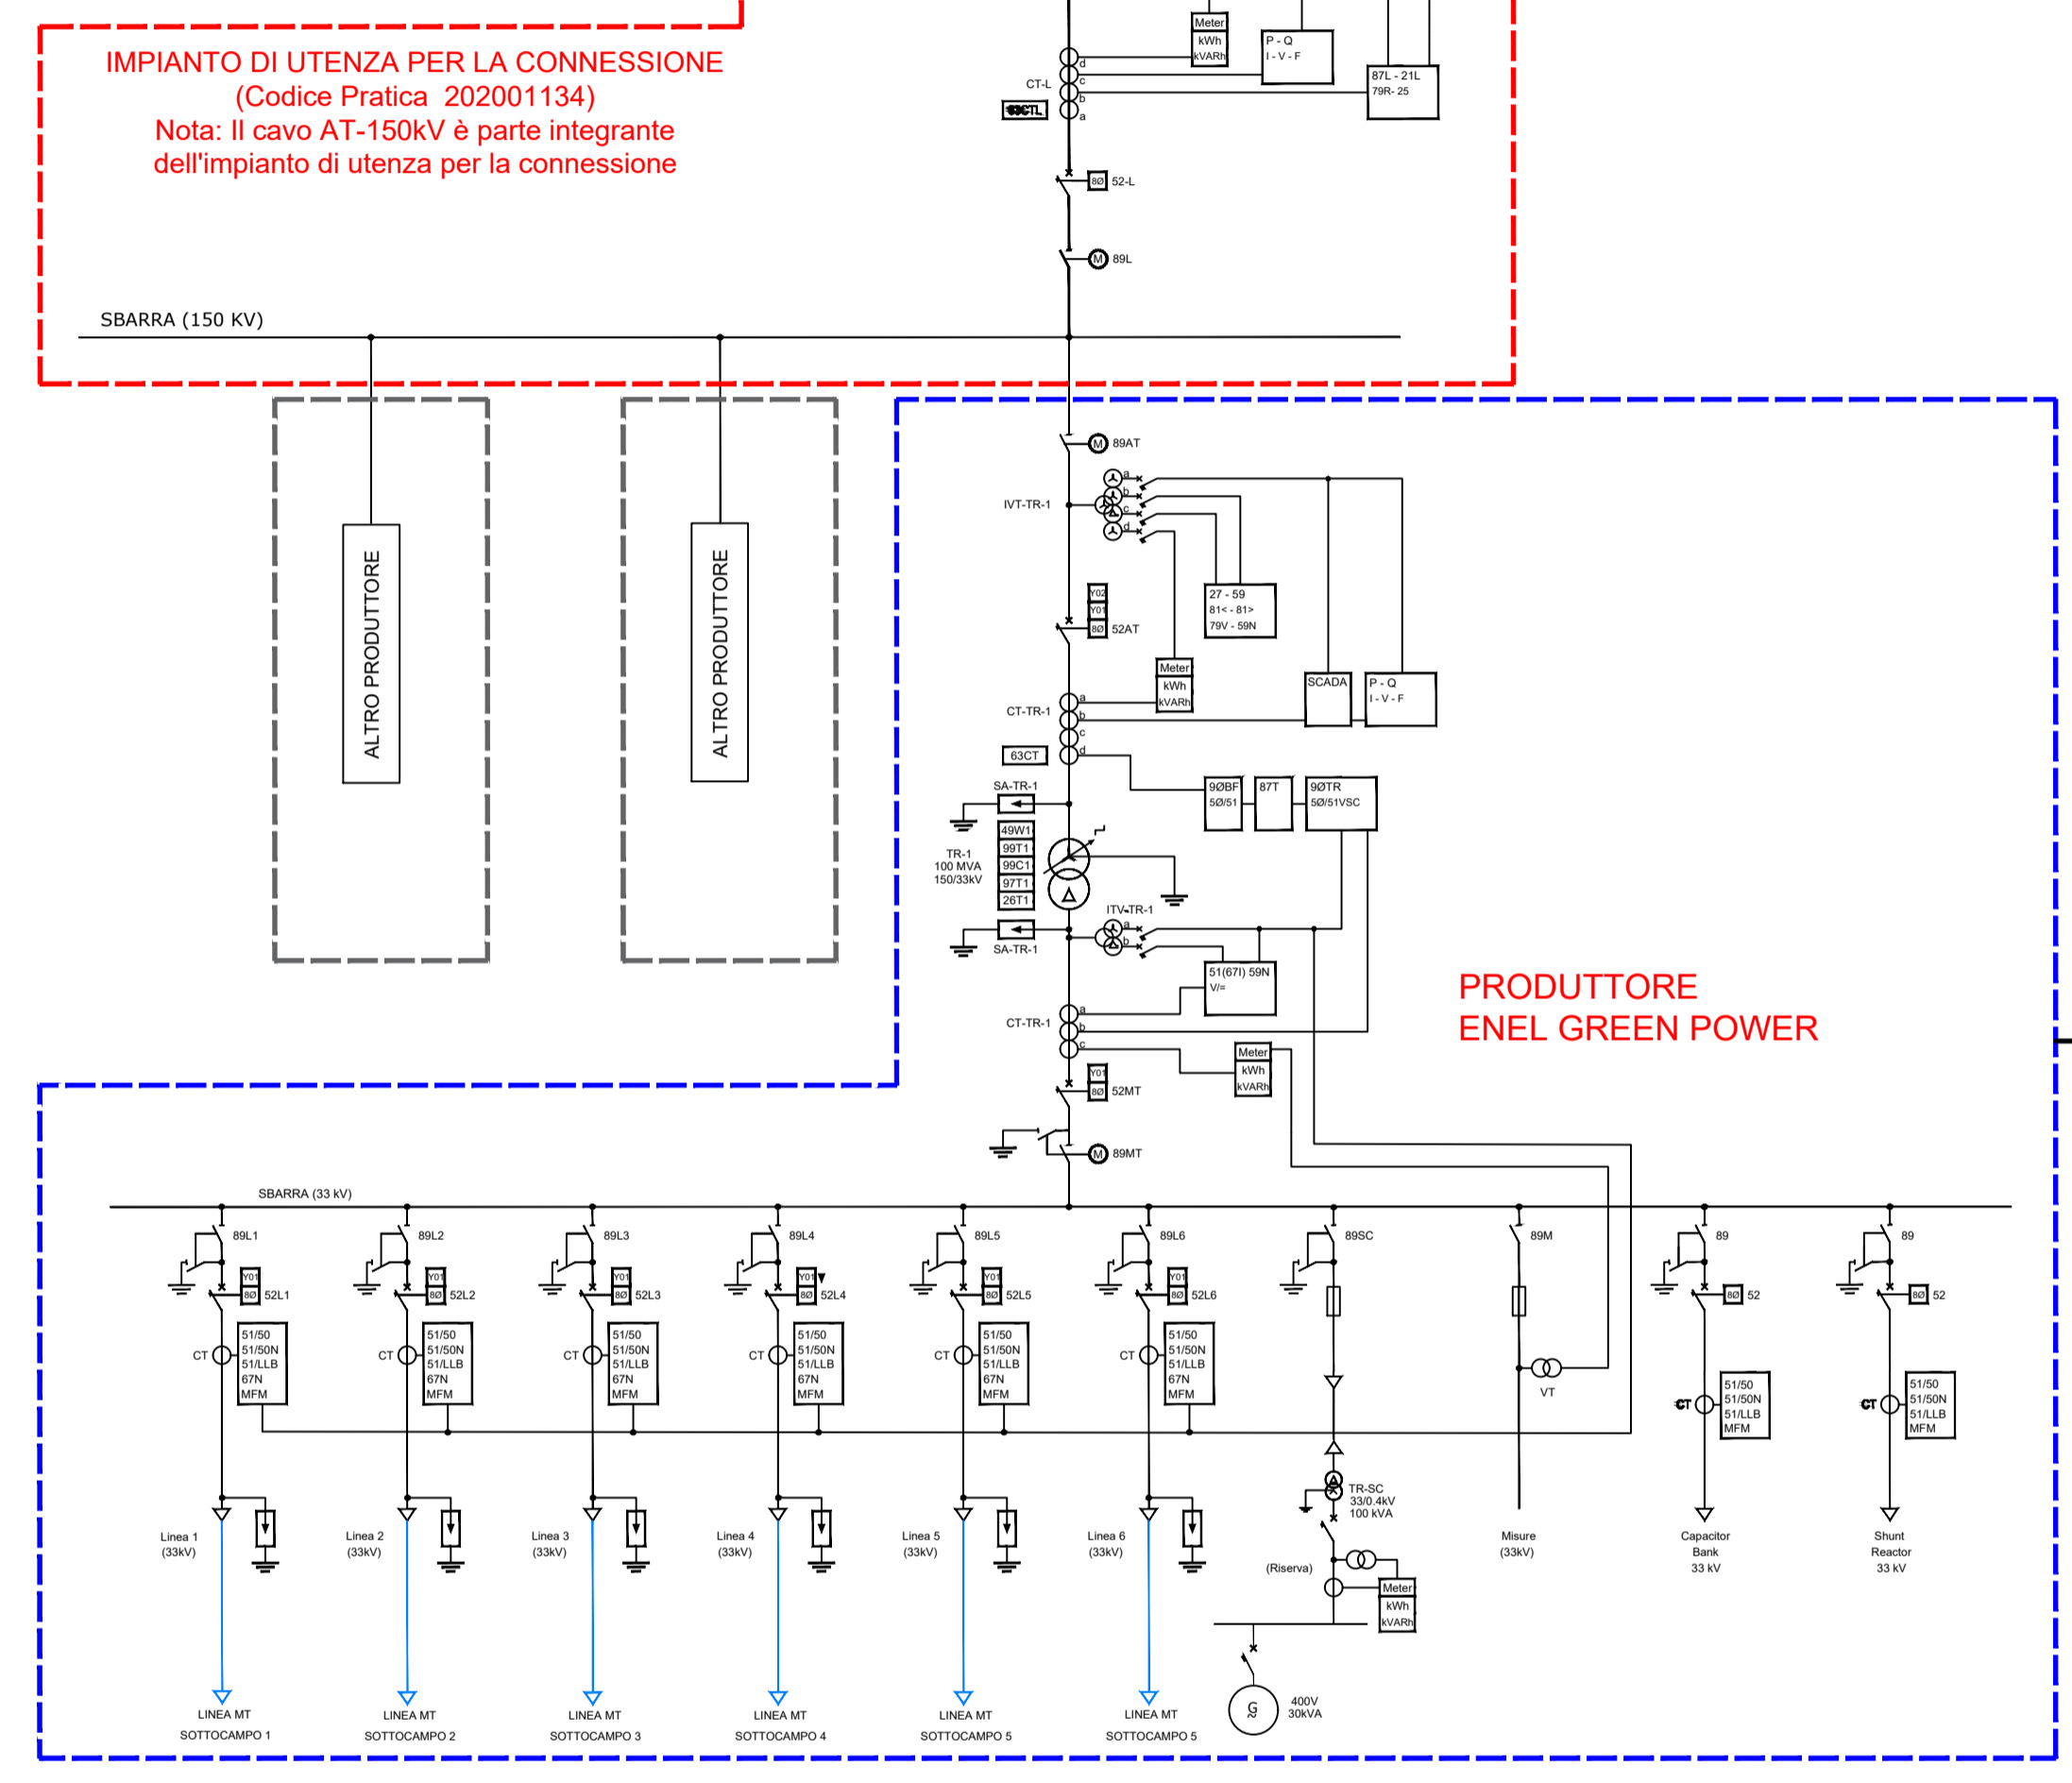 IMPIANTO DI UTENZA PER LA CONNESSIONE
(Codice Pratica 202001134)
Nota: Il cavo AT-150kV è parte integrante
dell'impianto di utenza per la connessione
Meter
kWh
kVARh
P - Q
I - V - F
87L - 21L
79R- 25
CT-L
d
c
b
a
63CTL
8Ø
52-L
M
89L
SBARRA (150 KV)
ALTRO PRODUTTORE
ALTRO PRODUTTORE
M
89AT
IVT-TR-1
a
b
c
d
27 - 59
81< - 81>
79V - 59N
Y02
Y01
8Ø
52AT
Meter
kWh
kVARh
SCADA
P - Q
I - V - F
CT-TR-1
a
b
c
d
63CT
9ØBF
5Ø/51
87T
9ØTR
5Ø/51VSC
SA-TR-1
49W1
99T1
99C1
97T1
26T1
TR-1
100 MVA
150/33kV
ITV-TR-1
a
b
SA-TR-1
51(67I) 59N
V/=
PRODUTTORE
ENEL GREEN POWER
CT-TR-1
a
b
c
Meter
kWh
kVARh
Y01
8Ø
52MT
M
89MT
SBARRA (33 kV)
89L1
89L2
89L3
89L4
89L5
89L6
89SC
89M
89
89
Y01
8Ø
52L1
Y01
8Ø
52L2
Y01
8Ø
52L3
Y01
8Ø
52L4
Y01
8Ø
52L5
Y01
8Ø
52L6
8Ø
52
8Ø
52
CT
51/50
51/50N
51/LLB
67N
MFM
CT
51/50
51/50N
51/LLB
67N
MFM
CT
51/50
51/50N
51/LLB
67N
MFM
CT
51/50
51/50N
51/LLB
67N
MFM
CT
51/50
51/50N
51/LLB
67N
MFM
CT
51/50
51/50N
51/LLB
67N
MFM
VT
CT
51/50
51/50N
51/LLB
MFM
CT
51/50
51/50N
51/LLB
MFM
TR-SC
33/0.4kV
100 kVA
Linea 1
(33kV)
Linea 2
(33kV)
Linea 3
(33kV)
Linea 4
(33kV)
Linea 5
(33kV)
Linea 6
(33kV)
Misure
(33kV)
Capacitor
Bank
33 kV
Shunt
Reactor
33 kV
(Riserva)
Meter
kWh
kVARh
G
400V
30kVA
LINEA MT
SOTTOCAMPO 1
LINEA MT
SOTTOCAMPO 2
LINEA MT
SOTTOCAMPO 3
LINEA MT
SOTTOCAMPO 4
LINEA MT
SOTTOCAMPO 5
LINEA MT
SOTTOCAMPO 5